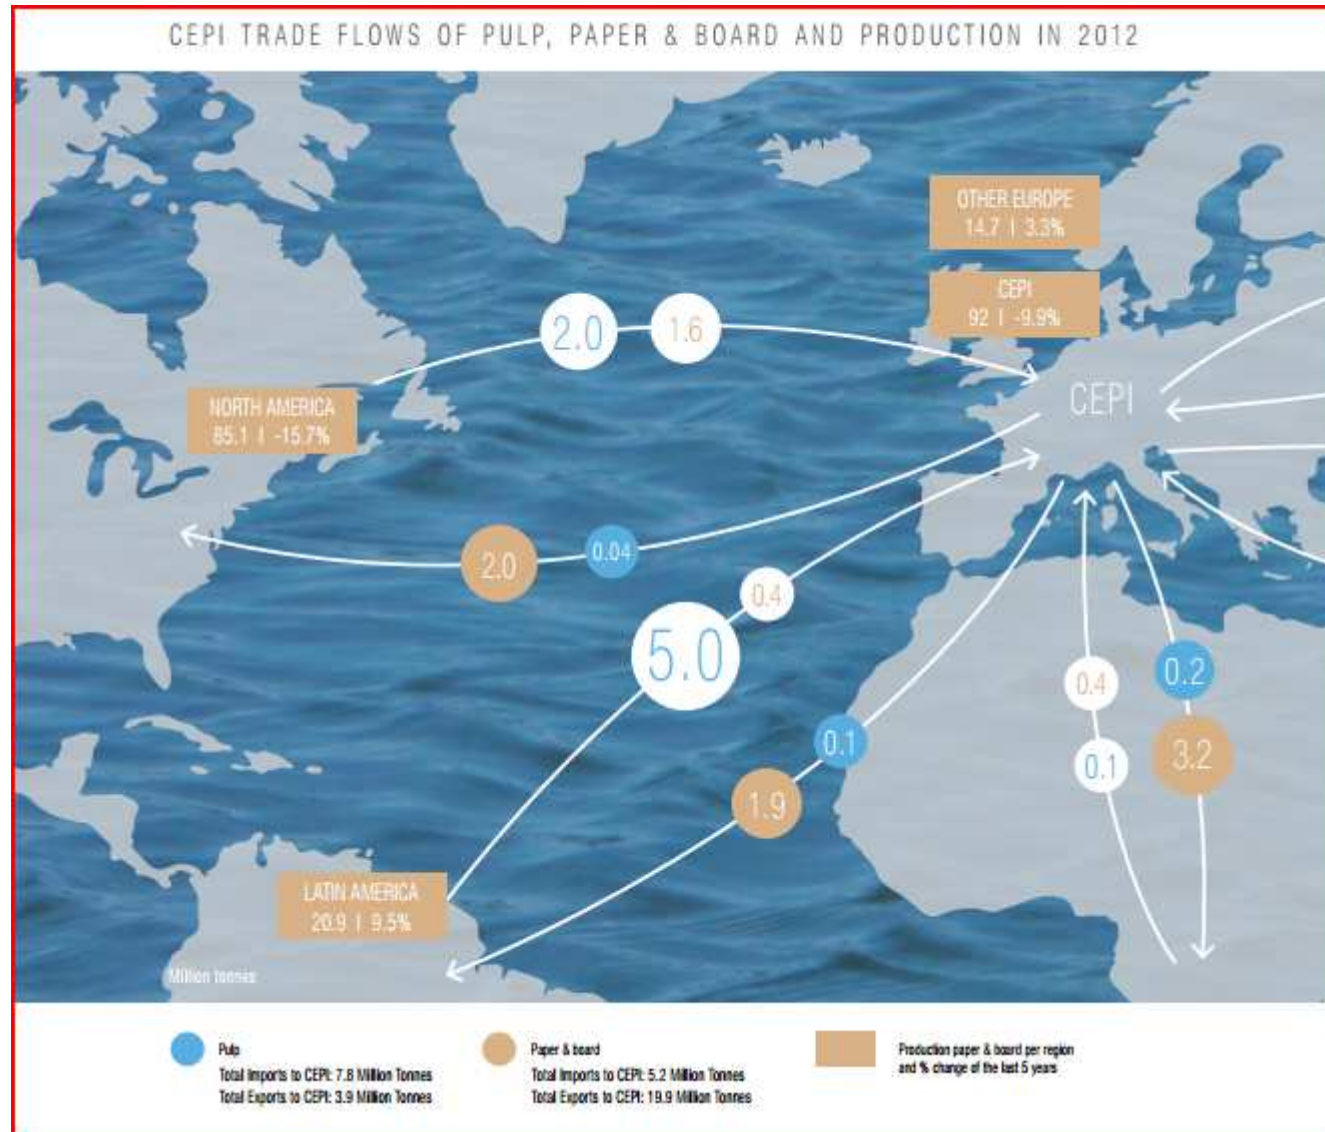 CEPI TRADE FLOWS OF PULP, PAPER & BOARD AND PRODUCTION IN 2012
OTHER EUROPE
14.7 | 3.3%
CEPI
92 | -9.9%
2.0
1.6
CEPI
NORTH AMERICA
85.1 | -15.7%
2.0
0.04
0.4
5.0
0.4
0.2
0.1
3.2
0.1
1.9
LATIN AMERICA
20.9 | 9.5%
Million tonnes
Pulp
Total Imports to CEPI: 7.8 Million Tonnes
Total Exports to CEPI: 3.9 Million Tonnes
Paper & board
Total Imports to CEPI: 5.2 Million Tonnes
Total Exports to CEPI: 19.9 Million Tonnes
Production paper & board per region
and % change of the last 5 years